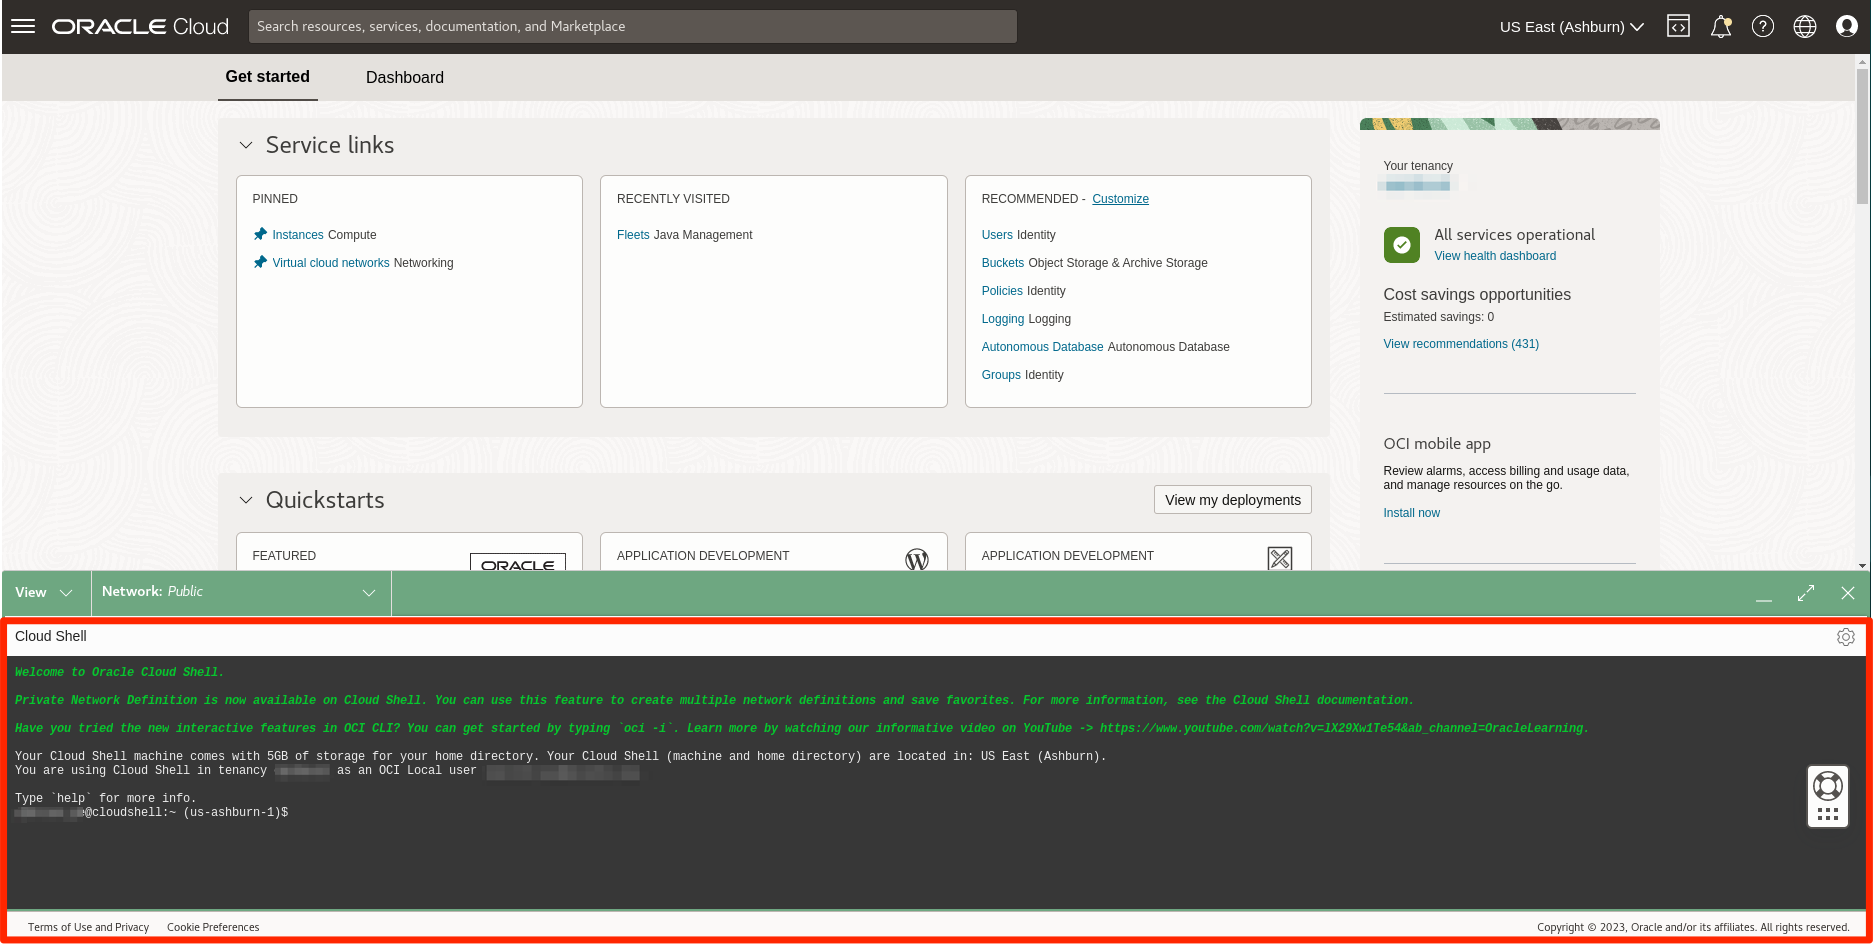 ORACLE Cloud
Search resources, services, documentation, and Marketplace
US East (Ashburn)
Get started
Dashboard
Service links
PINNED
Instances Compute
Virtual cloud networks Networking
RECENTLY VISITED
Fleets Java Management
RECOMMENDED - Customize
Users Identity
Buckets Object Storage & Archive Storage
Policies Identity
Logging Logging
Autonomous Database Autonomous Database
Groups Identity
Your tenancy
All services operational
View health dashboard
Cost savings opportunities
Estimated savings: 0
View recommendations (431)
OCI mobile app
Review alarms, access billing and usage data,
and manage resources on the go.
Install now
Quickstarts
View my deployments
FEATURED
ORACLE
APPLICATION DEVELOPMENT
APPLICATION DEVELOPMENT
View
Network: Public
Cloud Shell
Welcome to Oracle Cloud Shell.
Private Network Definition is now available on Cloud Shell. You can use this feature to create multiple network definitions and save favorites. For more information, see the Cloud Shell documentation.
Have you tried the new interactive features in OCI CLI? You can get started by typing `oci -i`. Learn more by watching our informative video on YouTube -> https://www.youtube.com/watch?v=lX29Xw1Te54&ab_channel=OracleLearning.
Your Cloud Shell machine comes with 5GB of storage for your home directory. Your Cloud Shell (machine and home directory) are located in: US East (Ashburn).
You are using Cloud Shell in tenancy as an OCI Local user
Type `help` for more info.
@cloudshell:~ (us-ashburn-1)$
Terms of Use and Privacy
Cookie Preferences
Copyright © 2023, Oracle and/or its affiliates. All rights reserved.